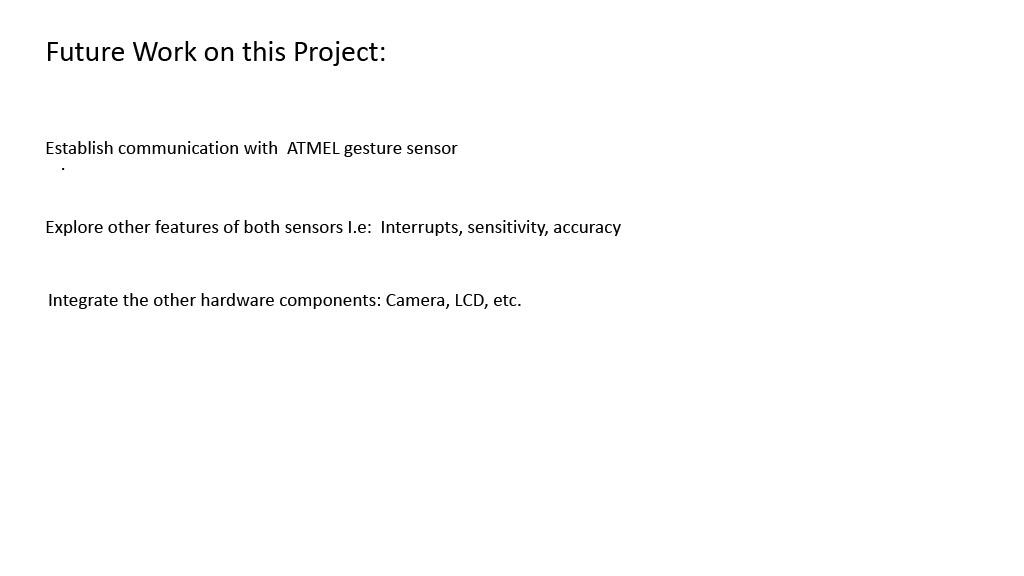 Future Work on this Project:
Establish communication with  ATMEL gesture sensor
.
Explore other features of both sensors I.e:  Interrupts, sensitivity, accuracy
Integrate the other hardware components: Camera, LCD, etc.